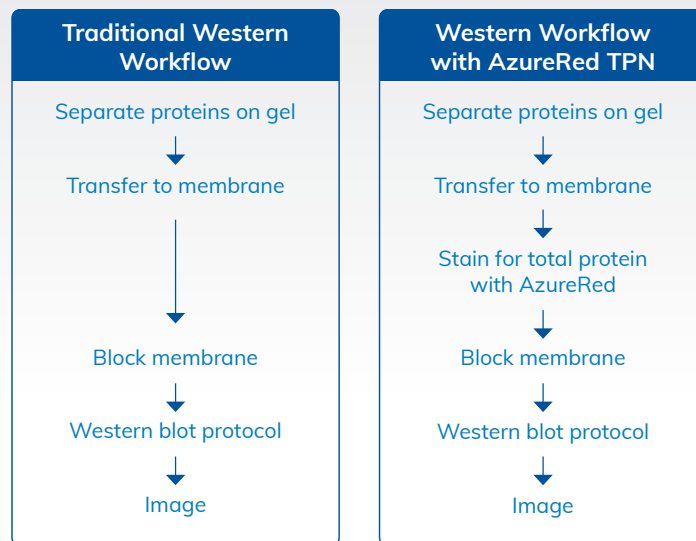 Traditional Western
Workflow
Separate proteins on gel
Transfer to membrane
Block membrane
Western blot protocol
Image
Western Workflow
with AzureRed TPN
Separate proteins on gel
Transfer to membrane
Stain for total protein
with AzureRed
Block membrane
Western blot protocol
Image